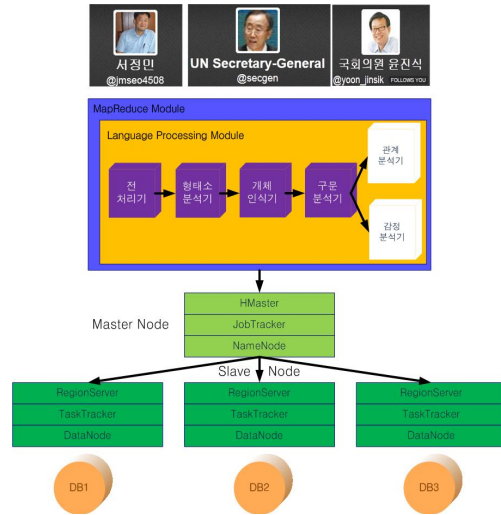 서정민
@jmseo4508
UN Secretary-General
@secgen
국회의원 윤진식
@yoon_jinsik FOLLOWS YOU
MapReduce Module
Language Processing Module
전
처리기
형태소
분석기
개체
인식기
구문
분석기
관계
분석기
감정
분석기
Master Node
HMaster
JobTracker
NameNode
Slave Node
RegionServer
TaskTracker
DataNode
RegionServer
TaskTracker
DataNode
RegionServer
TaskTracker
DataNode
DB1
DB2
DB3